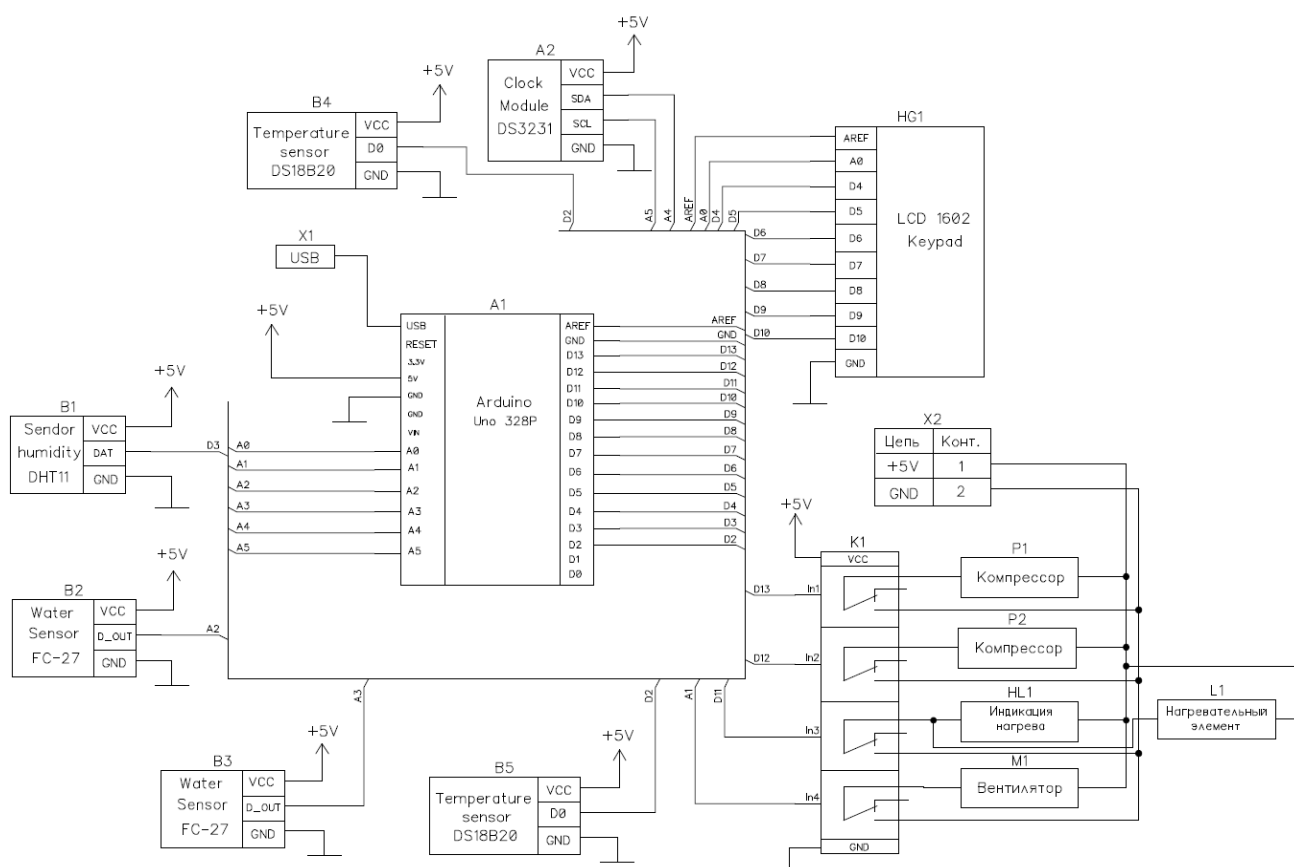 +5V
A2
VCC
Clock
Module
DS3231
SDA
SCL
GND
+5V
B4
Temperature
sensor
DS18B20
VCC
D0
GND
HG1
AREF
A0
D4
D5
D6
D7
D8
D9
D10
GND
LCD 1602
Keypad
D2
A5
A4
AREF
A0
D4
D5
D6
D7
D8
D9
D10
X1
USB
+5V
A1
USB
RESET
3.3V
5V
GND
GND
VIN
A0
A1
A2
A3
A4
A5
Arduino
Uno 328P
AREF
GND
D13
D12
D11
D10
D9
D8
D7
D6
D5
D4
D3
D2
D1
D0
AREF
GND
D13
D12
D11
D10
D9
D8
D7
D6
D5
D4
D3
D2
+5V
B1
Sendor
humidity
DHT11
VCC
DAT
GND
D3
A0
A1
A2
A3
A4
A5
+5V
B2
Water
Sensor
FC-27
VCC
D_OUT
GND
A2
X2
Цепь Конт.
+5V 1
GND 2
+5V
K1
VCC
D13 In1
D12 In2
In3
In4
GND
P1
Компрессор
P2
Компрессор
HL1
Индикация
нагрева
L1
Нагревательный
элемент
M1
Вентилятор
A3
D2
A1
D11
+5V
B3
Water
Sensor
FC-27
VCC
D_OUT
GND
+5V
B5
Temperature
sensor
DS18B20
VCC
D0
GND